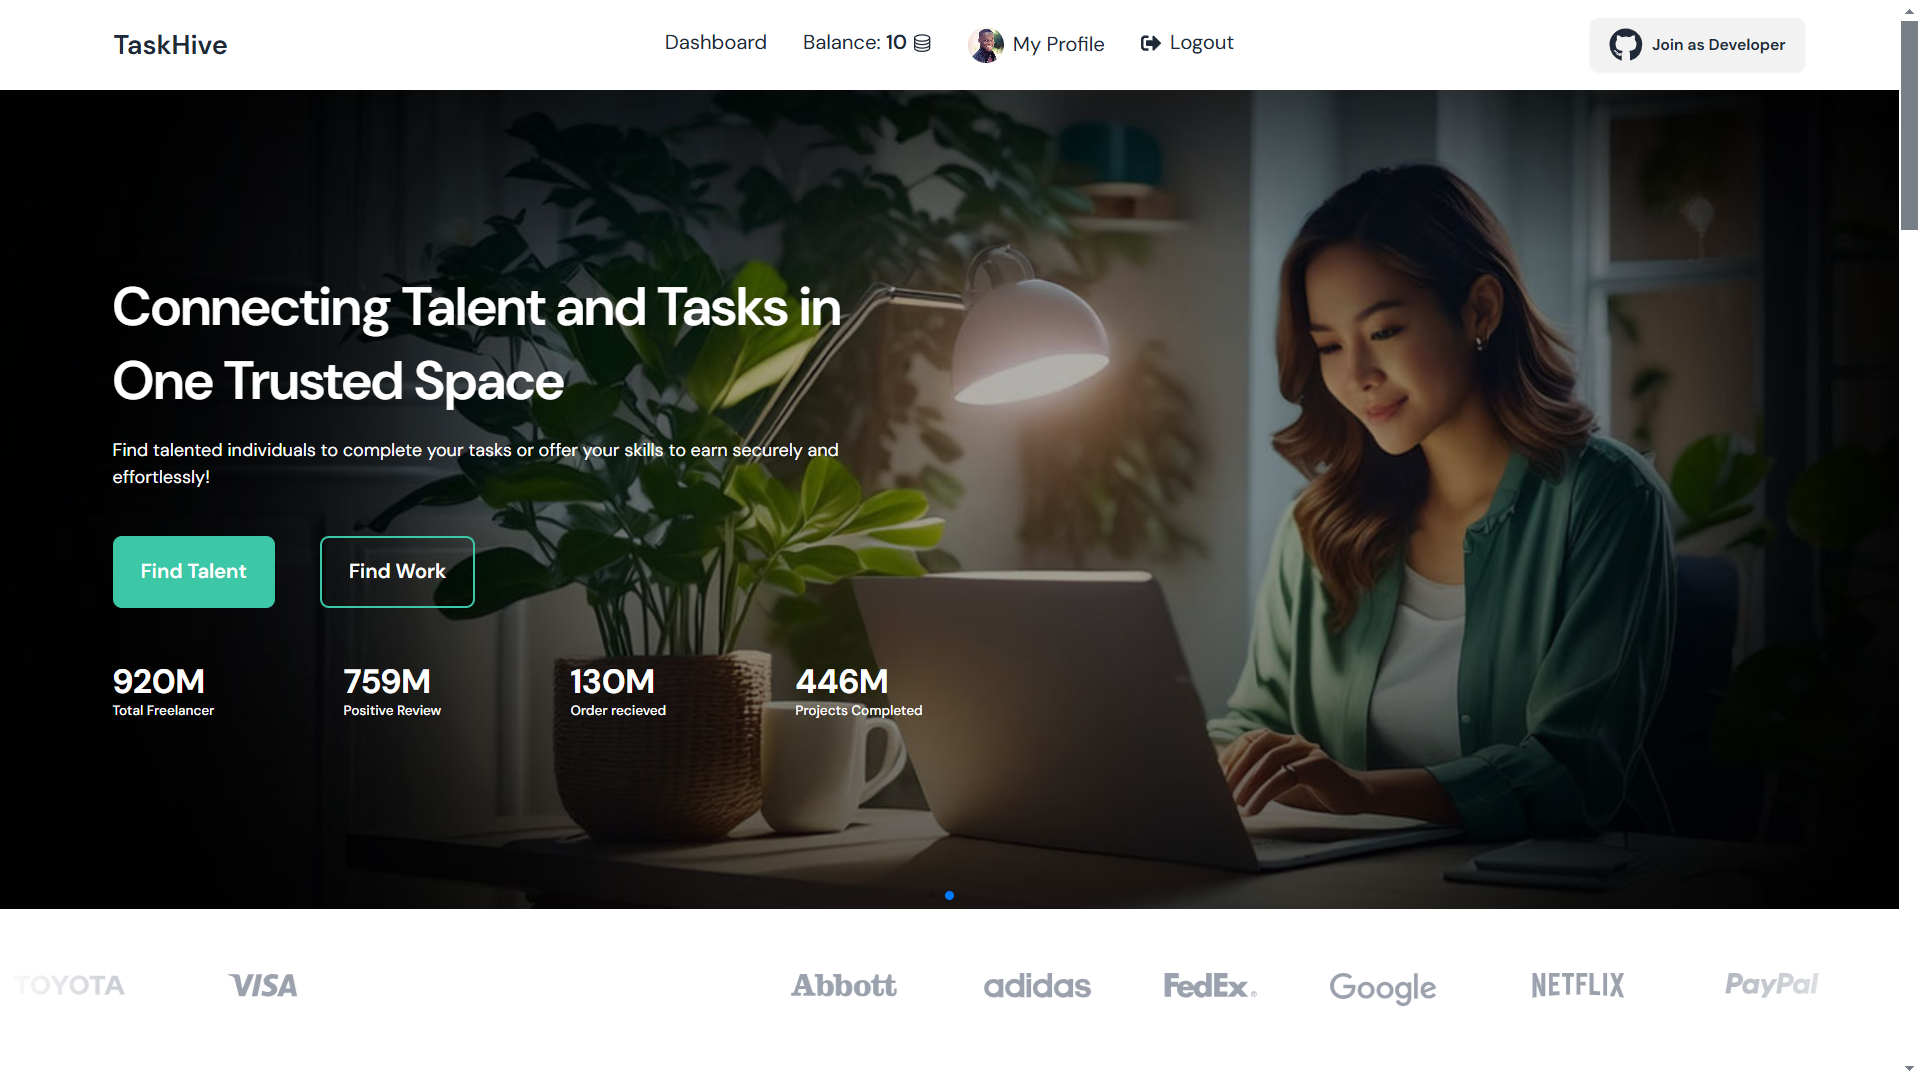 TaskHive
Dashboard
Balance: 10
My Profile
Logout
Join as Developer
Connecting Talent and Tasks in
One Trusted Space
Find talented individuals to complete your tasks or offer your skills to earn securely and
effortlessly!
Find Talent
Find Work
920M
Total Freelancer
759M
Positive Review
130M
Order recieved
446M
Projects Completed
TOYOTA
VISA
Abbott
adidas
FedEx®
Google
NETFLIX
PayPal